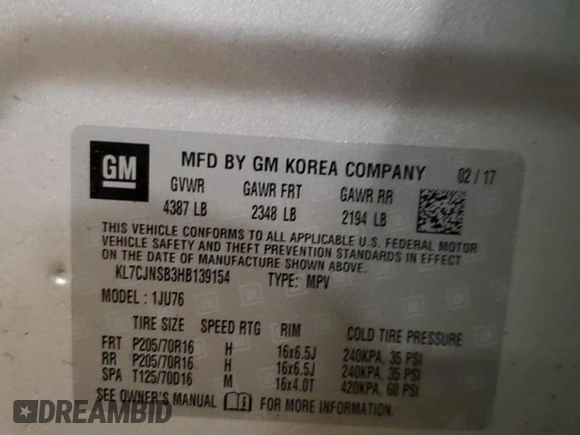 GM
MFD BY GM KOREA COMPANY 02 / 17
GVWR GAWR FRT GAWR RR
4387 LB 2348 LB 2194 LB
THIS VEHICLE CONFORMS TO ALL APPLICABLE U.S. FEDERAL MOTOR
VEHICLE SAFETY AND THEFT PREVENTION STANDARDS IN EFFECT
ON THE DATE OF MANUFACTURE SHOWN ABOVE.
KL7CJNSB3HB139154 TYPE: MPV
MODEL : 1JU76
TIRE SIZE SPEED RTG RIM COLD TIRE PRESSURE
FRT P205/70R16 H 16x6.5J 240KPA, 35 PSI
RR P205/70R16 H 16x6.5J 240KPA, 35 PSI
SPA T125/70D16 M 16x4.0T 420KPA, 60 PSI
SEE OWNER'S MANUAL FOR MORE INFORMATION
DREAMBID